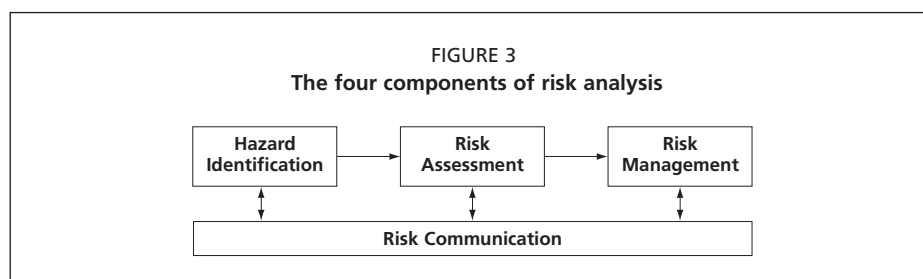 FIGURE 3
The four components of risk analysis
Hazard
Identification
Risk
Assessment
Risk
Management
Risk Communication